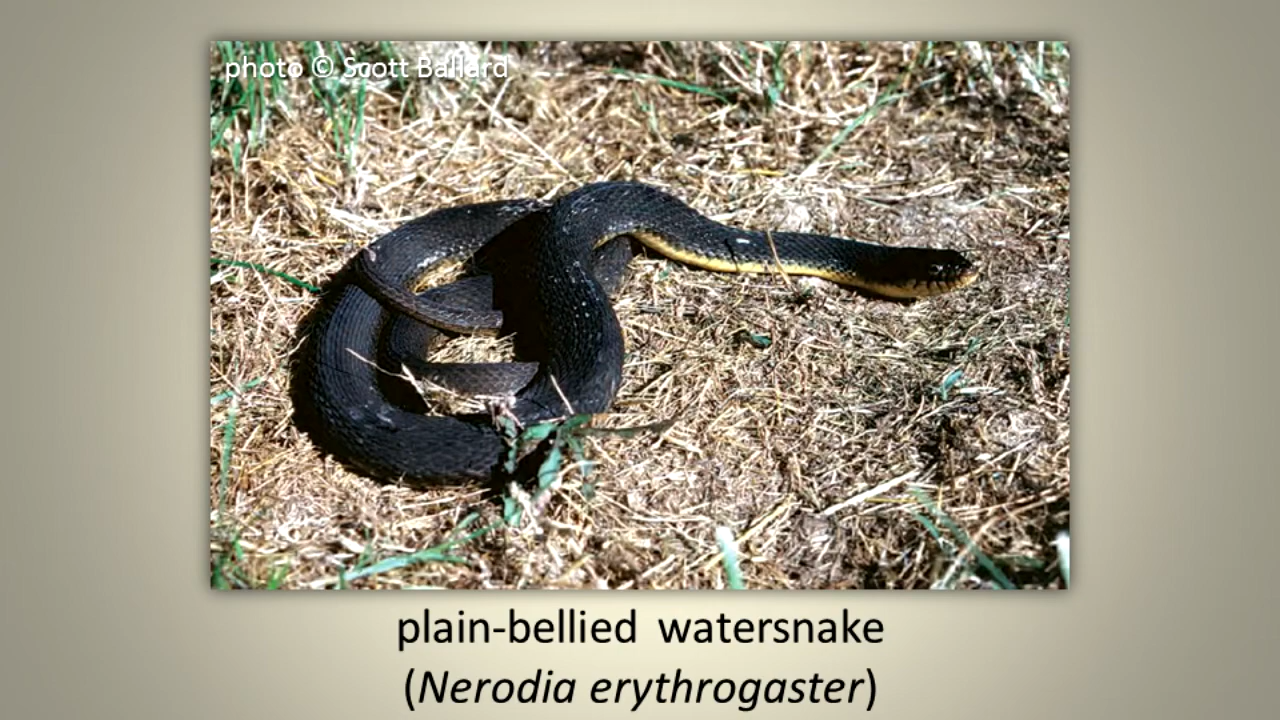 photo © Scott Ballard
plain-bellied watersnake
(Nerodia erythrogaster)